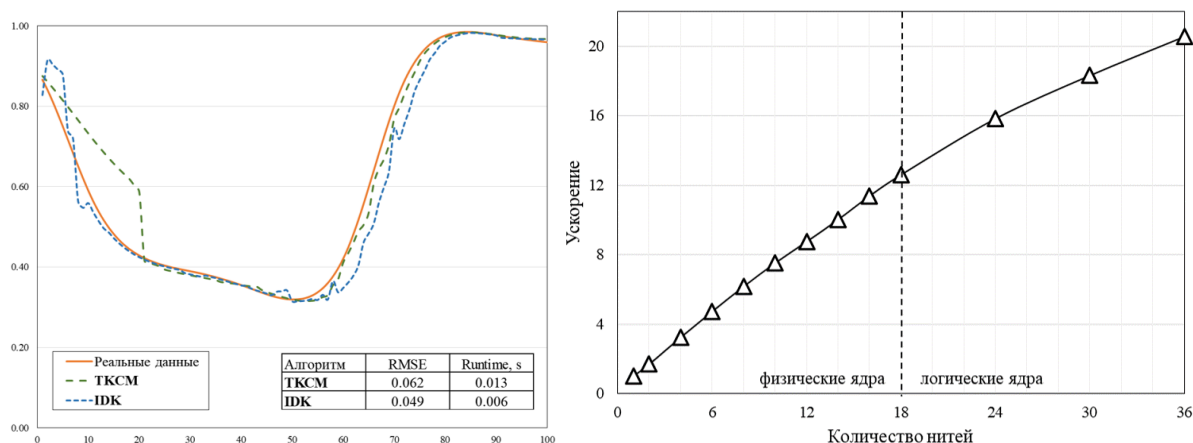 1.00
0.80
0.60
0.40
0.20
0.00
Реальные данные
TKCM
IDK
Алгоритм RMSE Runtime, s
TKCM 0.062 0.013
IDK 0.049 0.006
0 10 20 30 40 50 60 70 80 90 100
Ускорение
20
16
12
8
4
0
физические ядра логические ядра
0 6 12 18 24 30 36
Количество нитей